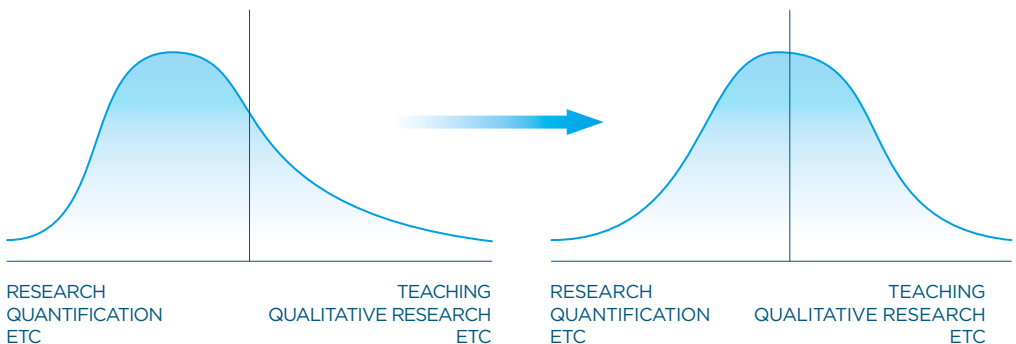 RESEARCH
QUANTIFICATION
ETC
TEACHING
QUALITATIVE RESEARCH
ETC
RESEARCH
QUANTIFICATION
ETC
TEACHING
QUALITATIVE RESEARCH
ETC